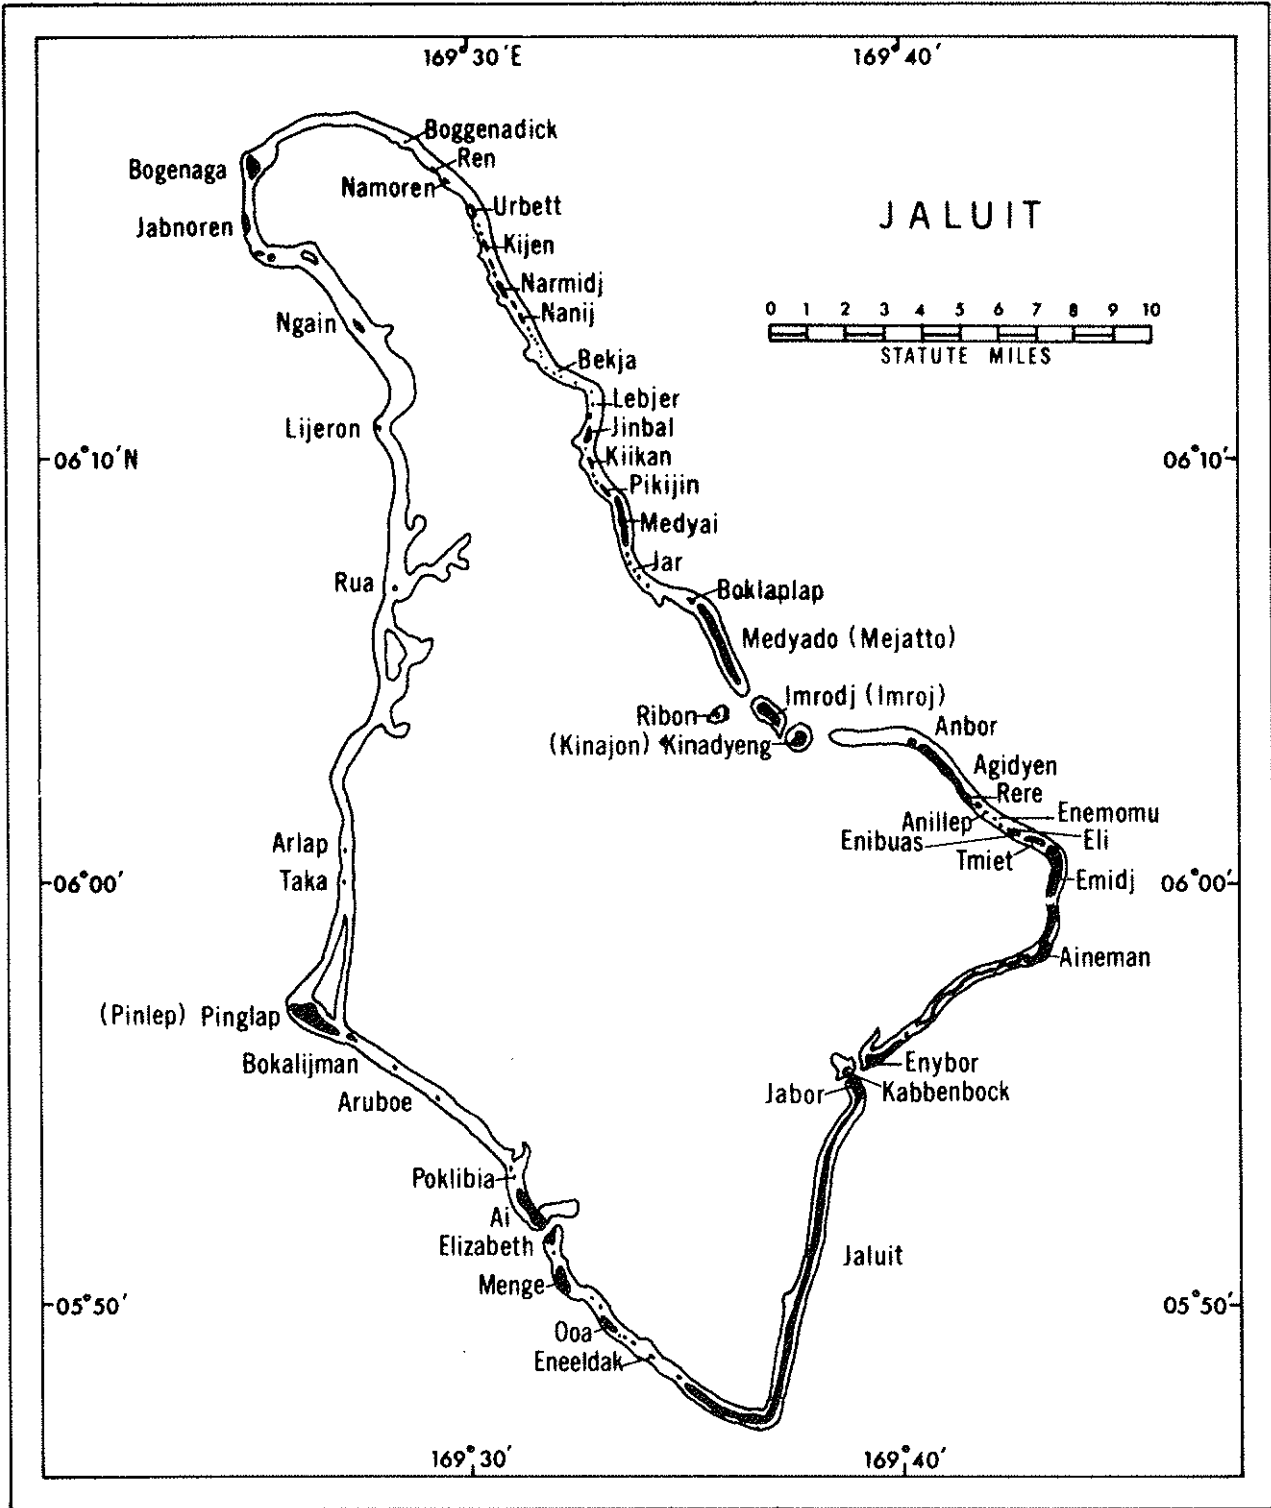 169°30'E
169°40'
Boggenadick
Ren
Bogenaga
Namoren
Urbett
JALUIT
Jabnoren
Kijen
Narmidj
0 1 2 3 4 5 6 7 8 9 10
Nanij
Ngain
STATUTE MILES
Bekja
Lebjer
Lijeron
Jinbal
06°10'N
Kiikan
06°10'
Pikijin
Medyai
Jar
Rua
Boklaplap
Medyado (Mejatto)
Imrodj (Imroj)
Ribon
Anbor
(Kinajon) Kinadyeng
Agidyen
Rere
Anillep
Enemomu
Enibuas
Eli
Arlap
Tmiet
06°00'
Taka
Emidj
06°00'
Aineman
(Pinlep) Pinglap
Bokalijman
Enybor
Jabor
Kabbenbock
Aruboe
Poklibia
Ai
Elizabeth
Jaluit
Menge
05°50'
05°50'
Ooa
Eneeldak
169°30'
169°40'